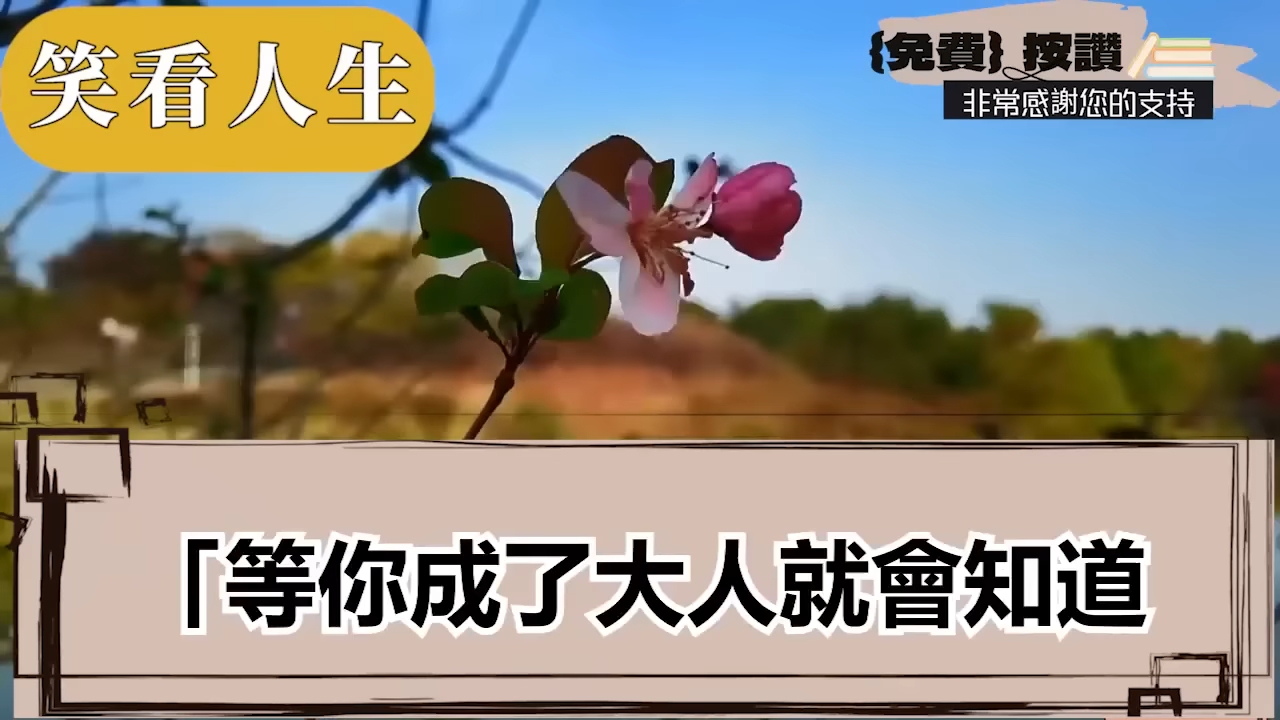 笑看人生
{免費} 按讚
非常感謝您的支持
「等你成了大人就會知道